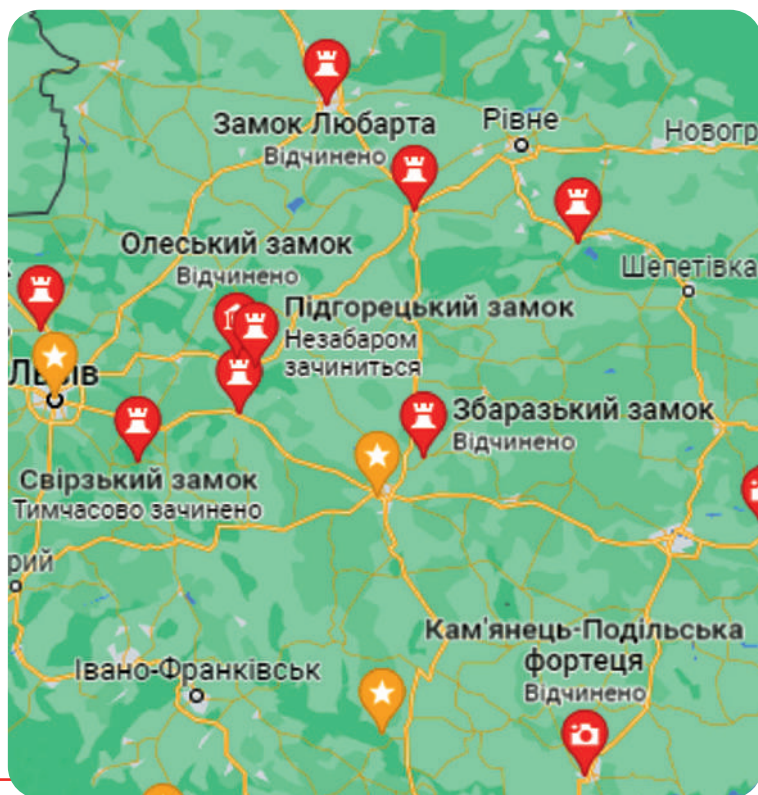 Замок Любарта
Відчинено
Рівне
Новогр
Олеський замок
Відчинено
Шепетівка
Підгорецький замок
Незабаром
зачиниться
Львів
Збаразький замок
Відчинено
Свірзький замок
Тимчасово зачинено
рий
Кам'янець-Подільська
фортеця
Відчинено
Івано-Франківськ